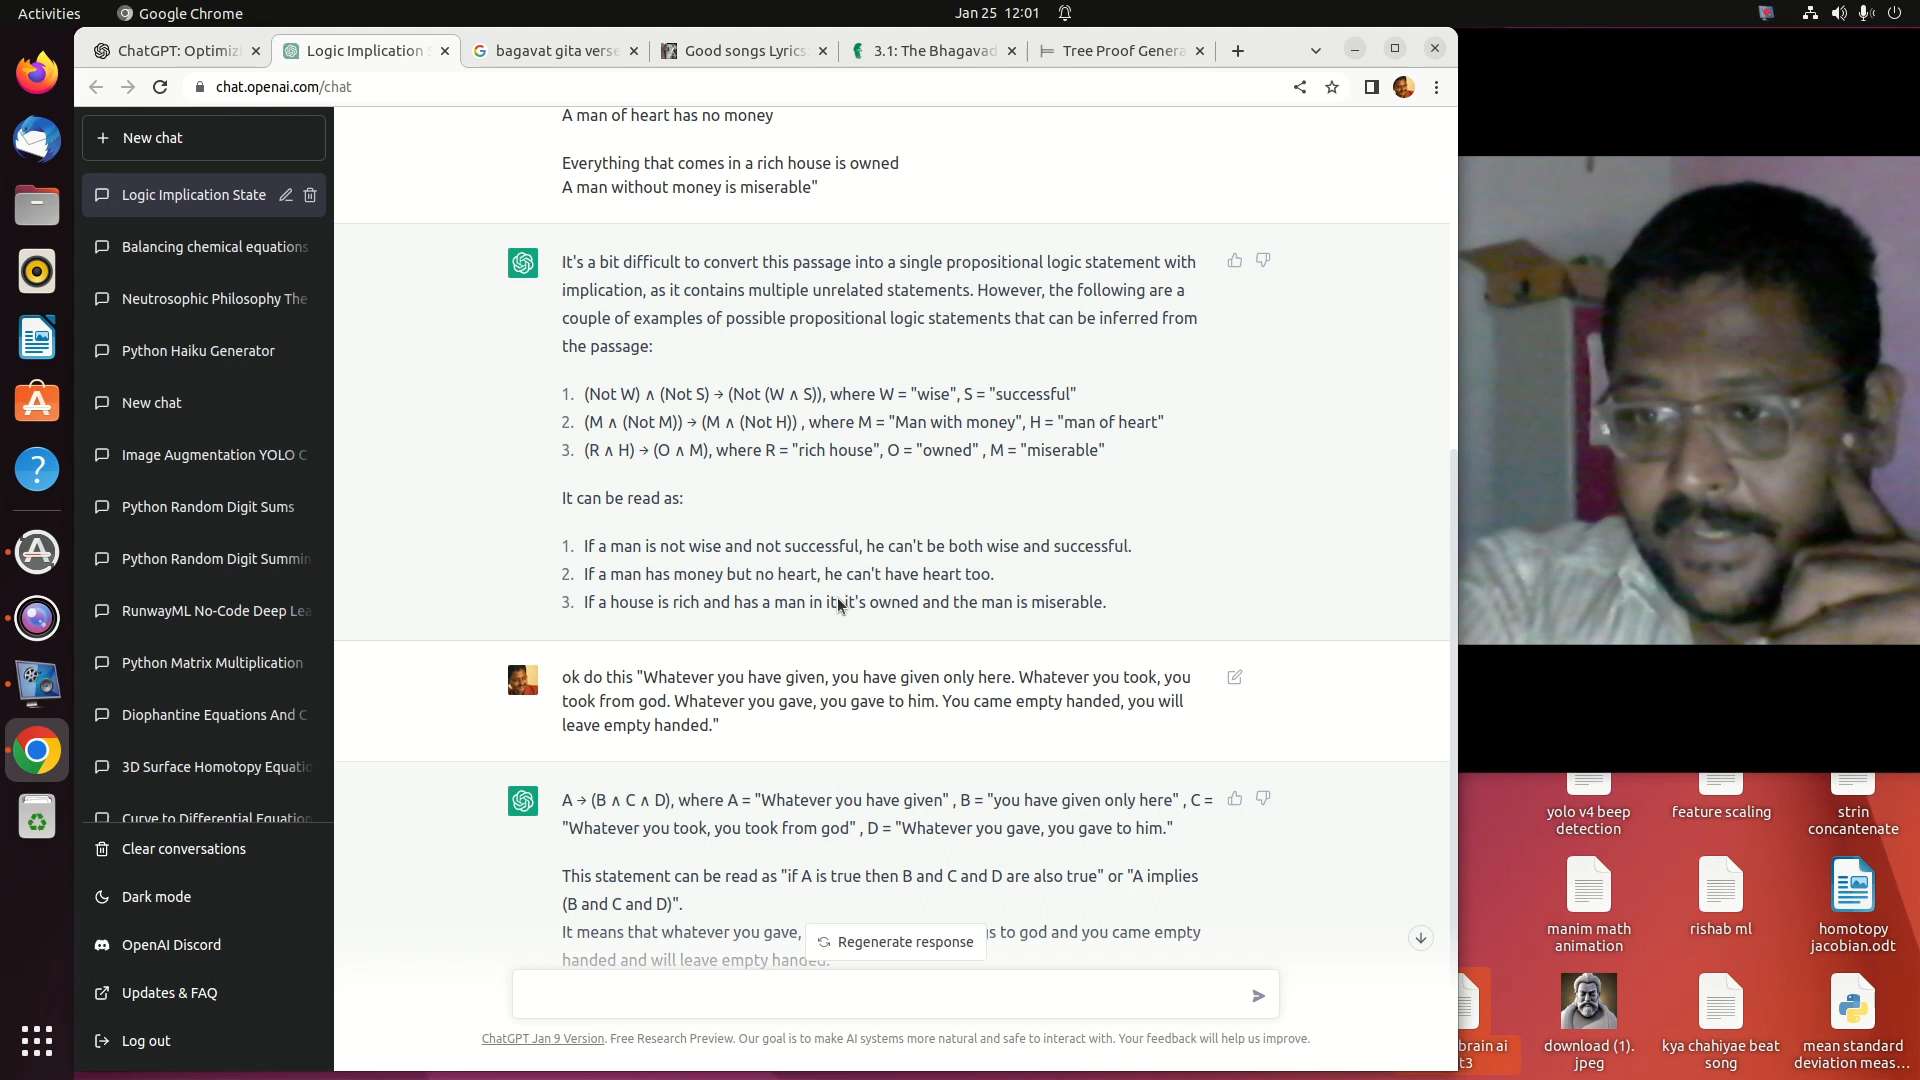 Activities
Google Chrome
Jan 25 12:01
ChatGPT: Optimizi
Logic Implication S
bagavat gita verse
Good songs Lyrics
3.1: The Bhagavad
Tree Proof Genera
chat.openai.com/chat
New chat
Logic Implication State
Balancing chemical equations
Neutrosophic Philosophy The
Python Haiku Generator
New chat
Image Augmentation YOLO C
Python Random Digit Sums
Python Random Digit Summin
RunwayML No-Code Deep Lea
Python Matrix Multiplication
Diophantine Equations And C
3D Surface Homotopy Equatio
Curve to Differential Equation
Clear conversations
Dark mode
OpenAI Discord
Updates & FAQ
Log out
A man of heart has no money
Everything that comes in a rich house is owned
A man without money is miserable"
It's a bit difficult to convert this passage into a single propositional logic statement with
implication, as it contains multiple unrelated statements. However, the following are a
couple of examples of possible propositional logic statements that can be inferred from
the passage:
1. (Not W) ∧ (Not S) → (Not (W ∧ S)), where W = "wise", S = "successful"
2. (M ∧ (Not M)) → (M ∧ (Not H)) , where M = "Man with money", H = "man of heart"
3. (R ∧ H) → (O ∧ M), where R = "rich house", O = "owned" , M = "miserable"
It can be read as:
1. If a man is not wise and not successful, he can't be both wise and successful.
2. If a man has money but no heart, he can't have heart too.
3. If a house is rich and has a man in it, it's owned and the man is miserable.
ok do this "Whatever you have given, you have given only here. Whatever you took, you
took from god. Whatever you gave, you gave to him. You came empty handed, you will
leave empty handed."
A → (B ∧ C ∧ D), where A = "Whatever you have given" , B = "you have given only here" , C =
"Whatever you took, you took from god" , D = "Whatever you gave, you gave to him."
This statement can be read as "if A is true then B and C and D are also true" or "A implies
(B and C and D)".
It means that whatever you gave, s to god and you came empty
handed and will leave empty handed.
Regenerate response
ChatGPT Jan 9 Version. Free Research Preview. Our goal is to make AI systems more natural and safe to interact with. Your feedback will help us improve.
yolo v4 beep
detection
feature scaling
strin
concantenate
manim math
animation
rishab ml
homotopy
jacobian.odt
brain ai
t3
download (1).
jpeg
kya chahiyae beat
song
mean standard
deviation meas...